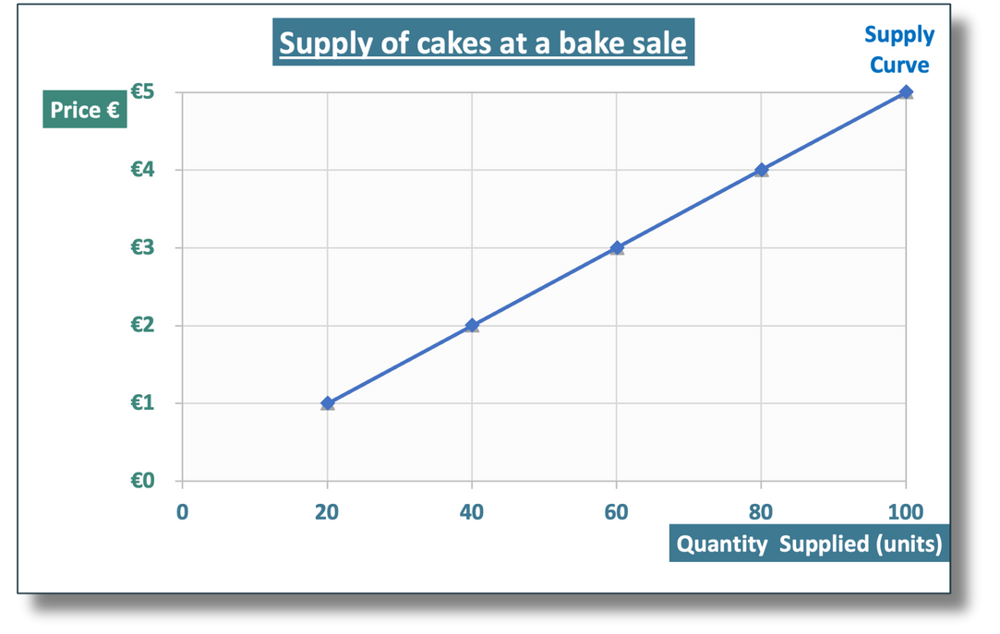 Supply of cakes at a bake sale
Supply
Curve
Price €
€5
€4
€3
€2
€1
€0
0 20 40 60 80 100
Quantity Supplied (units)